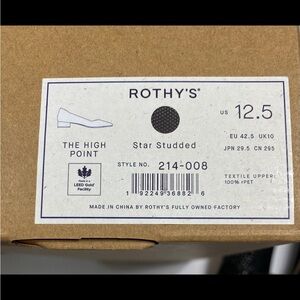 ROTHY'S®
US 12.5
EU 42.5 UK10
JPN 29.5 CN 295
THE HIGH
POINT
Star Studded
STYLE NO. 214-008
Made in a
LEED Gold®
Facility
1 92249 36882 6
TEXTILE UPPER:
100% rPET
MADE IN CHINA BY ROTHY'S FULLY OWNED FACTORY